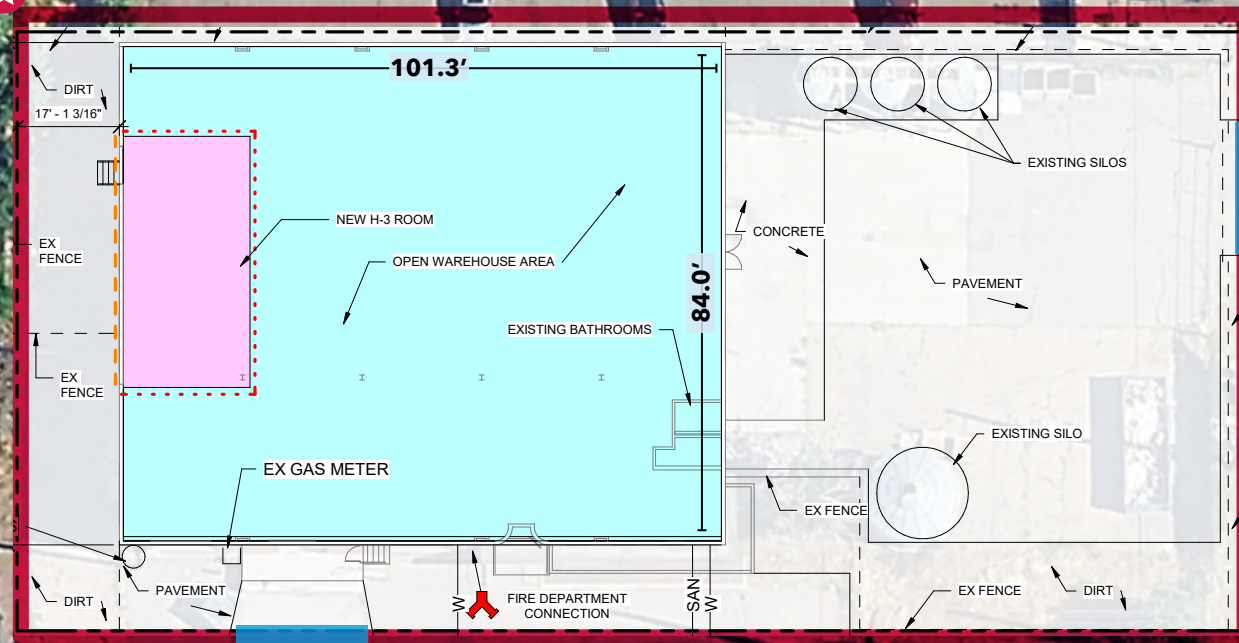 101.3’
DIRT
17' - 1 3/16"
EXISTING SILOS
NEW H-3 ROOM
CONCRETE
EX
FENCE
OPEN WAREHOUSE AREA
PAVEMENT
84.0’
EXISTING BATHROOMS
EX
FENCE
EXISTING SILO
EX GAS METER
EX FENCE
PAVEMENT
DIRT
W
FIRE DEPARTMENT
CONNECTION
SAN
W
EX FENCE
DIRT